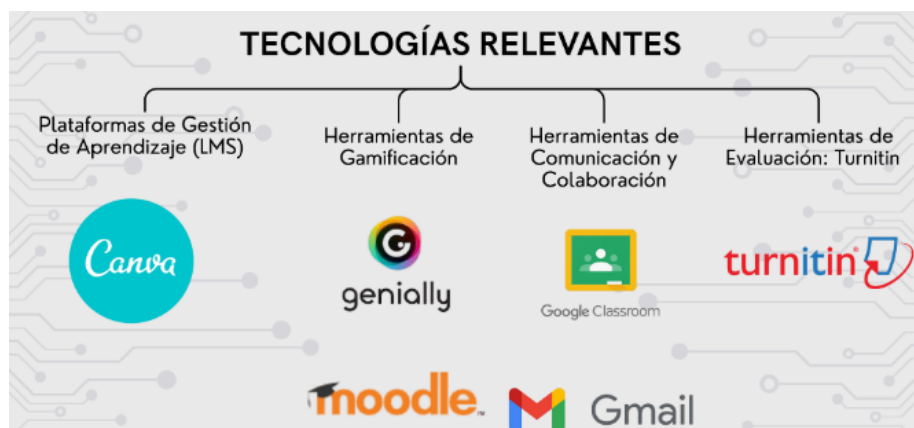 TECNOLOGÍAS RELEVANTES
Plataformas de Gestión
de Aprendizaje (LMS)
Herramientas de
Gamificación
Herramientas de
Comunicación y
Colaboración
Herramientas de
Evaluación: Turnitin
Canva
G
genially
Google Classroom
turnitin
moodle
Gmail